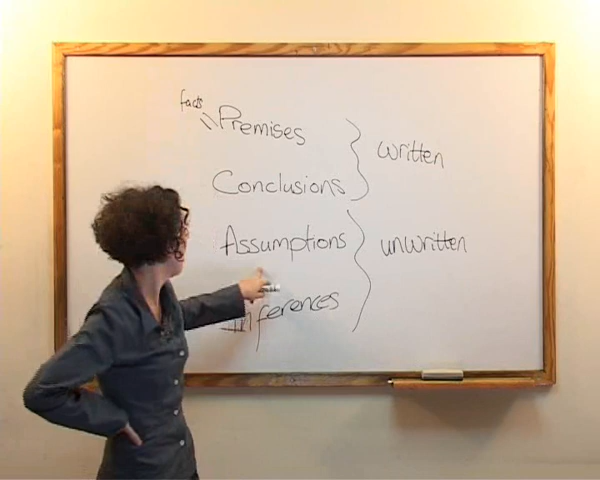 facts
Premises
written
Conclusions
Assumptions
unwritten
Inferences